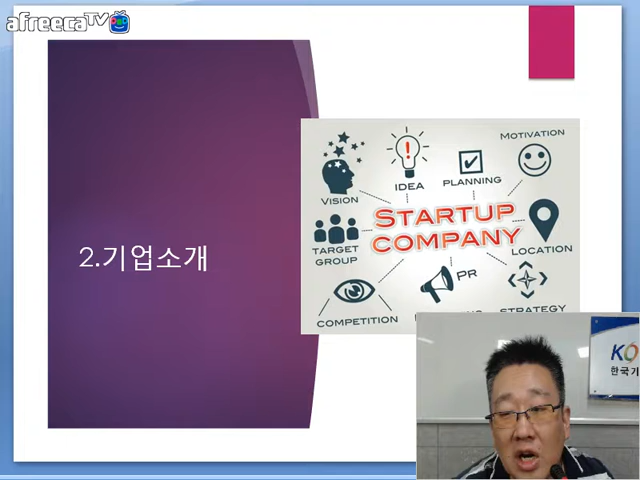 afreecaTV
2.기업소개
MOTIVATION
IDEA
PLANNING
VISION
STARTUP
COMPANY
TARGET
GROUP
LOCATION
PR
COMPETITION
STRATEGY
KO
한국기